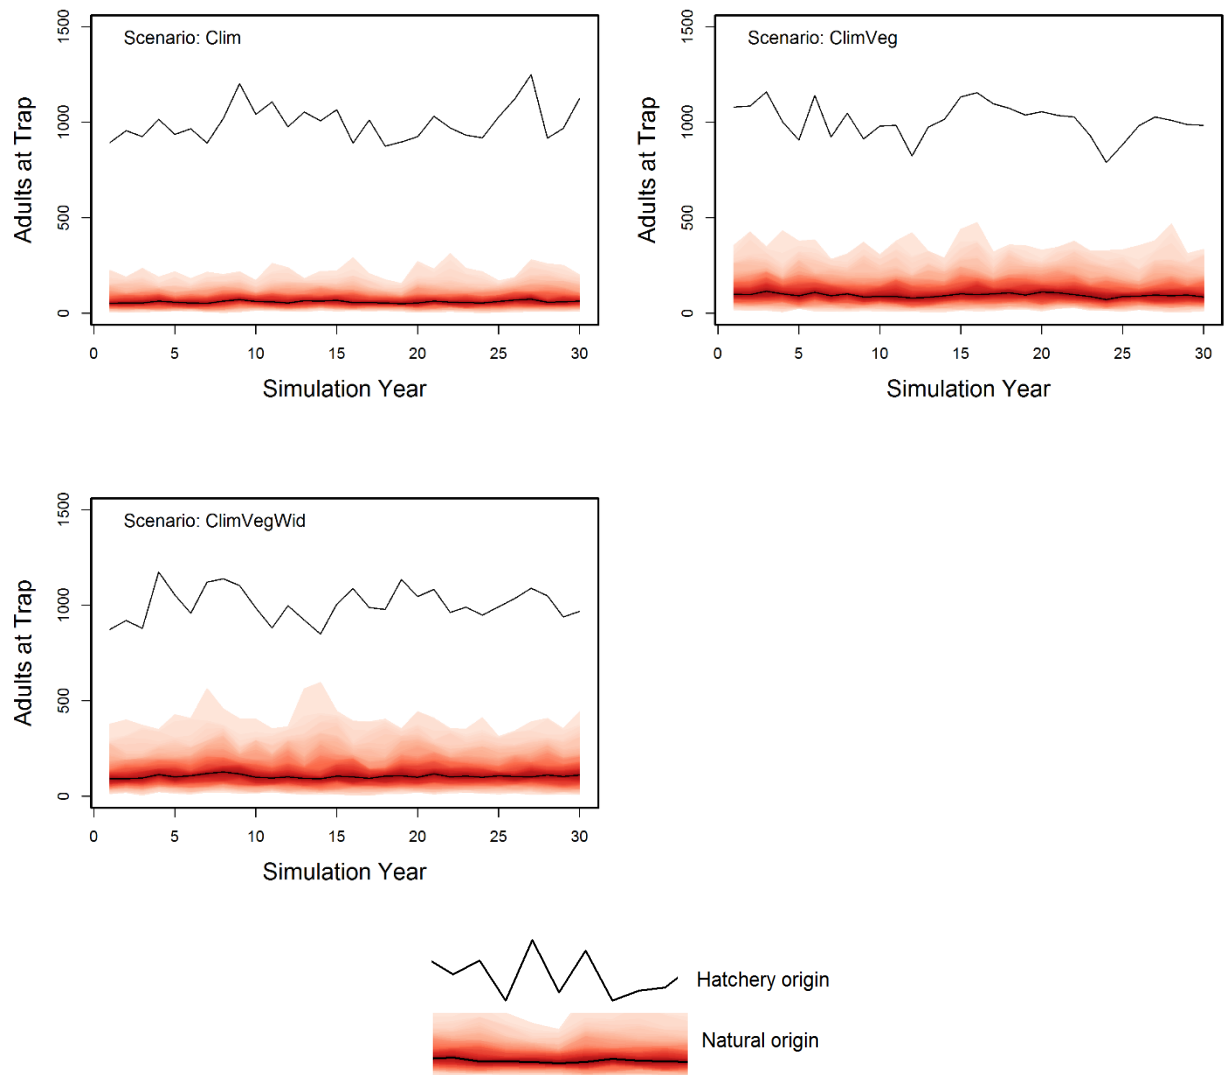 Scenario: Clim
Adults at Trap
1500
1000
500
0
0 5 10 15 20 25 30
Simulation Year
Scenario: ClimVeg
Adults at Trap
1500
1000
500
0
0 5 10 15 20 25 30
Simulation Year
Scenario: ClimVegWid
Adults at Trap
1500
1000
500
0
0 5 10 15 20 25 30
Simulation Year
Hatchery origin
Natural origin